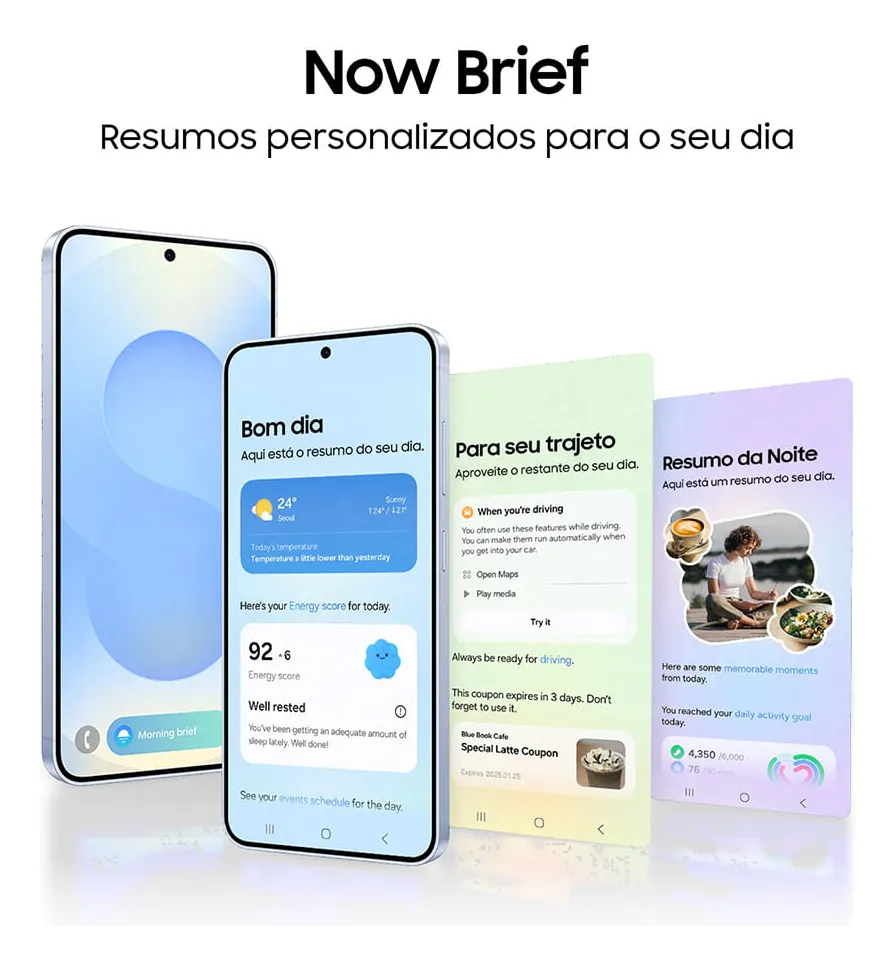 Now Brief
Resumos personalizados para o seu dia
Morning brief
Bom dia
Aqui está o resumo do seu dia.
24°
Seoul
Sunny
Today's temperature
Temperature a little lower than yesterday
Here's your Energy score for today.
92
Energy score
Well rested
You've been getting an adequate amount of
sleep lately. Well done!
See your events schedule for the day.
Para seu trajeto
Aproveite o restante do seu dia.
When you're driving
You often use these features while driving.
You can make them run automatically when
you get into your car.
Open Maps
Play media
Try it
Always be ready for driving.
This coupon expires in 3 days. Don't
forget to use it.
Blue Book Cafe
Special Latte Coupon
Expires 2025.01.25
Resumo da Noite
Aqui está um resumo do seu dia.
Here are some memorable moments
from today.
You reached your daily activity goal
today.
4,350 /6,000
76